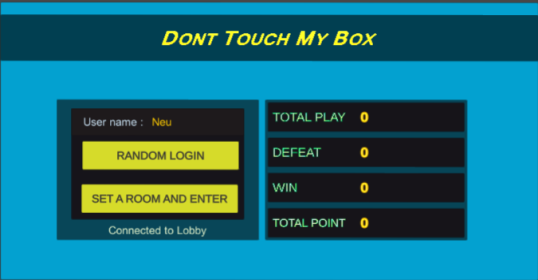 DONT TOUCH MY BOX
User name : Neu
RANDOM LOGIN
SET A ROOM AND ENTER
Connected to Lobby
TOTAL PLAY 0
DEFEAT 0
WIN 0
TOTAL POINT 0